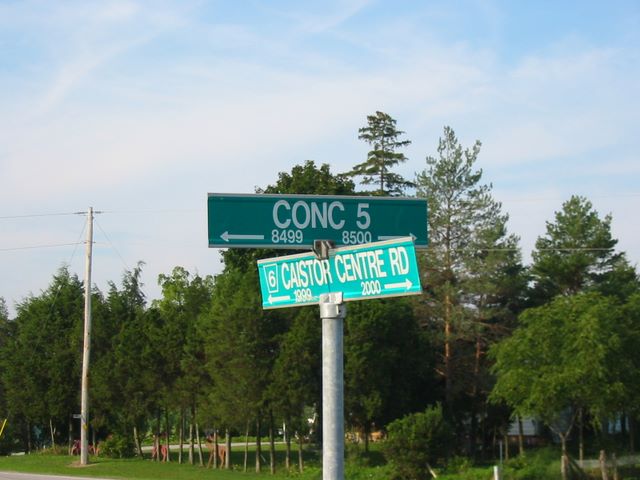 CONC 5
8499 8500
6 CAISTOR CENTRE RD
1999 2000